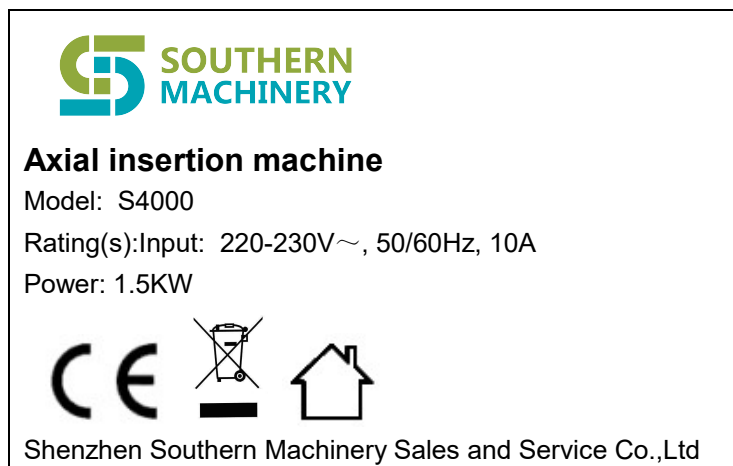 SOUTHERN
MACHINERY
Axial insertion machine
Model:  S4000
Rating(s):Input:  220-230V～, 50/60Hz, 10A
Power: 1.5KW
CE
Shenzhen Southern Machinery Sales and Service Co.,Ltd